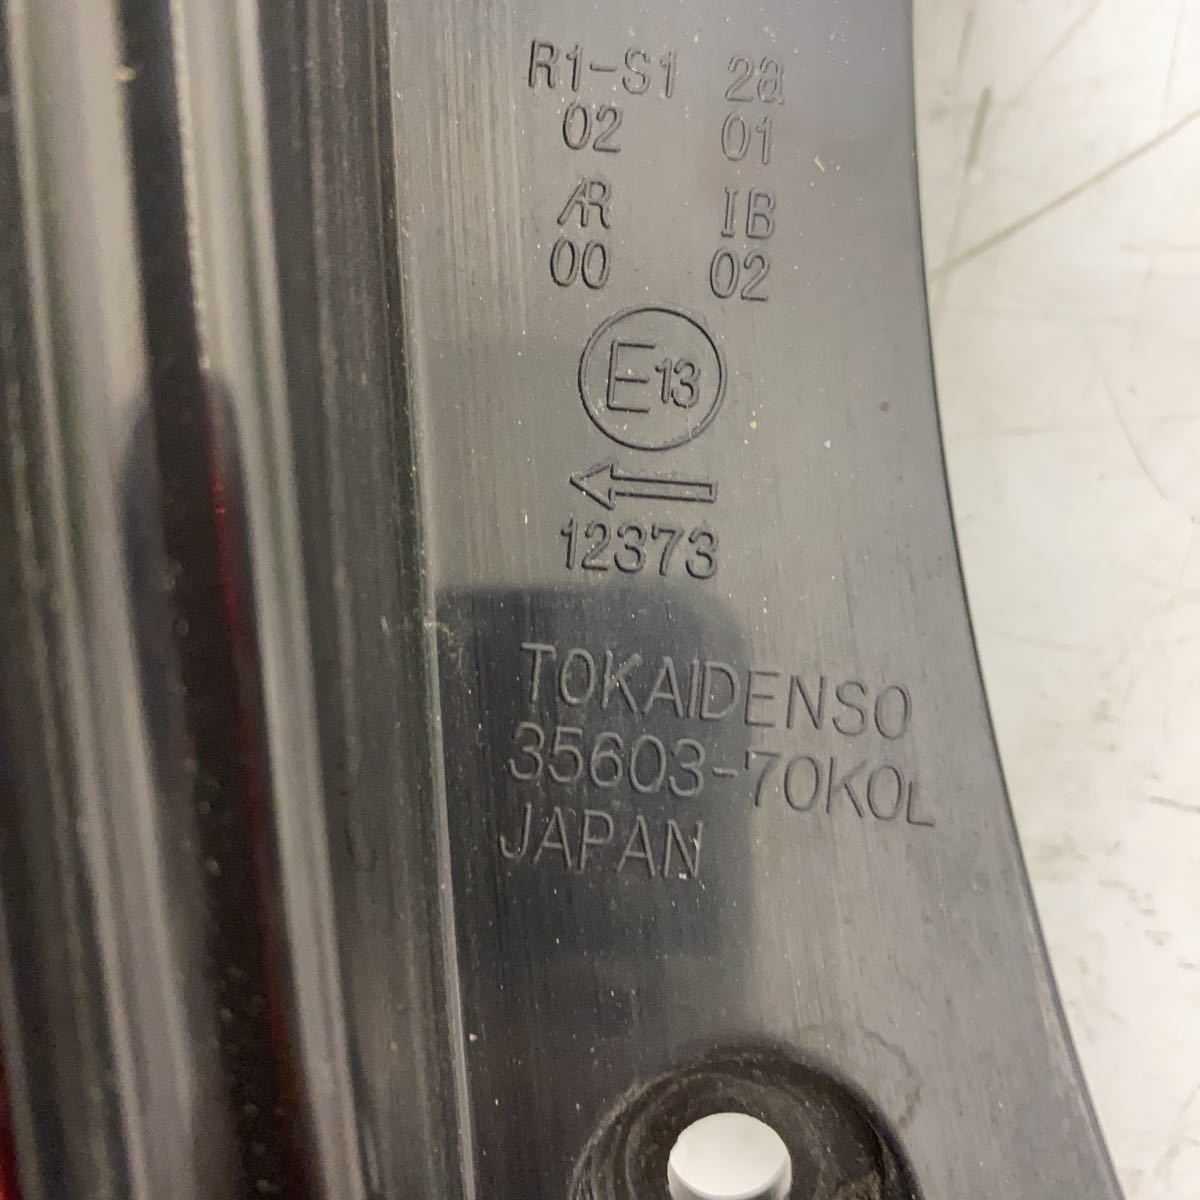 R1-S1 2a
02 01
AR IB
00 02
E13
12373
TOKAIDENSO
35603-70K0L
JAPAN